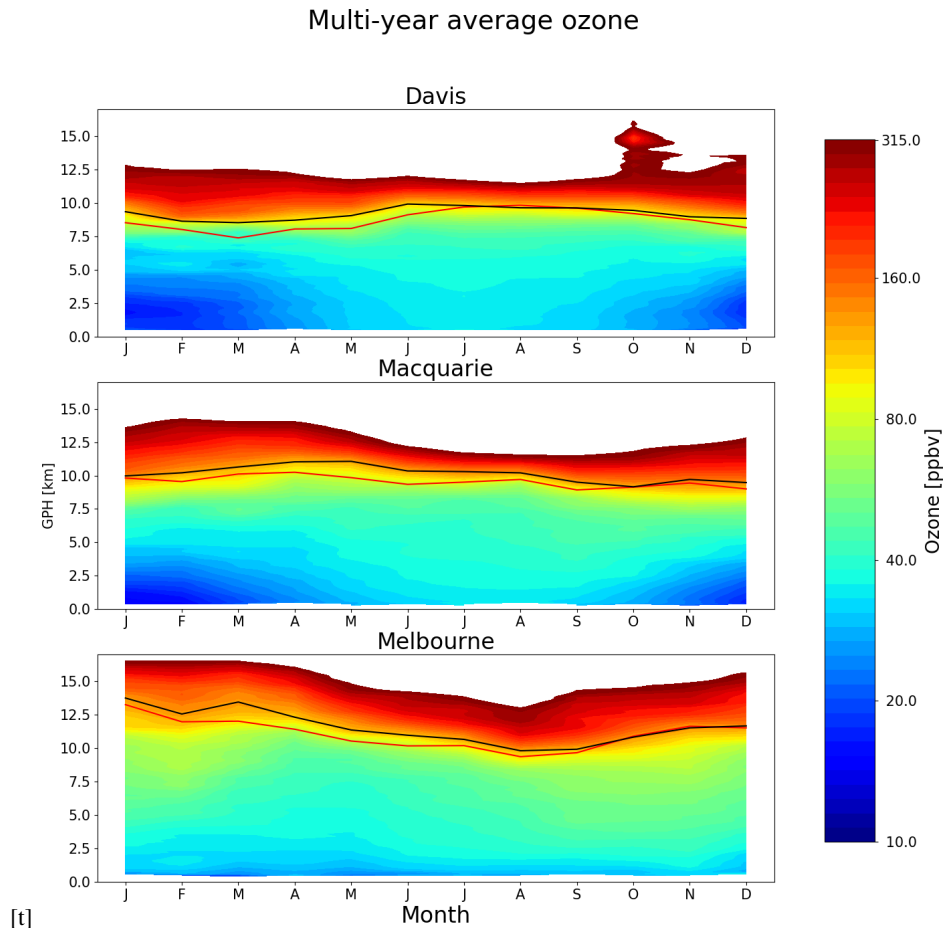 Multi-year average ozone
Davis
15.0
12.5
10.0
7.5
5.0
2.5
0.0
J F M A M J J A S O N D
Macquarie
GPH [km]
15.0
12.5
10.0
7.5
5.0
2.5
0.0
J F M A M J J A S O N D
Melbourne
15.0
12.5
10.0
7.5
5.0
2.5
0.0
J F M A M J J A S O N D
Month
315.0
160.0
80.0
40.0
20.0
10.0
Ozone [ppbv]
[t]